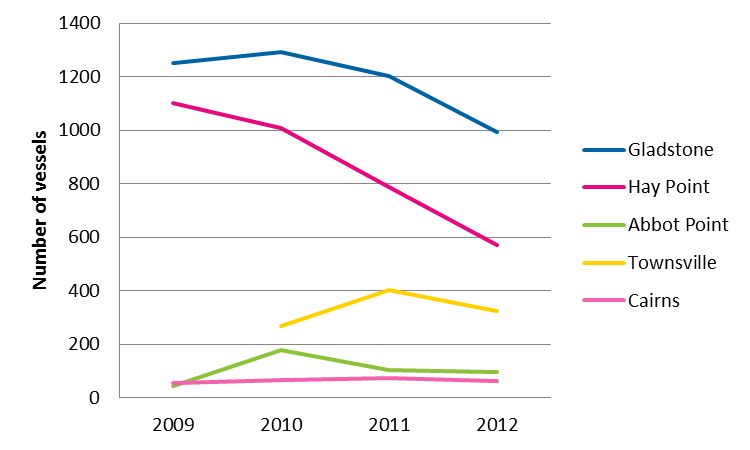 1400
1200
1000
800
600
400
200
0
Number of vessels
2009 2010 2011 2012
Gladstone
Hay Point
Abbot Point
Townsville
Cairns